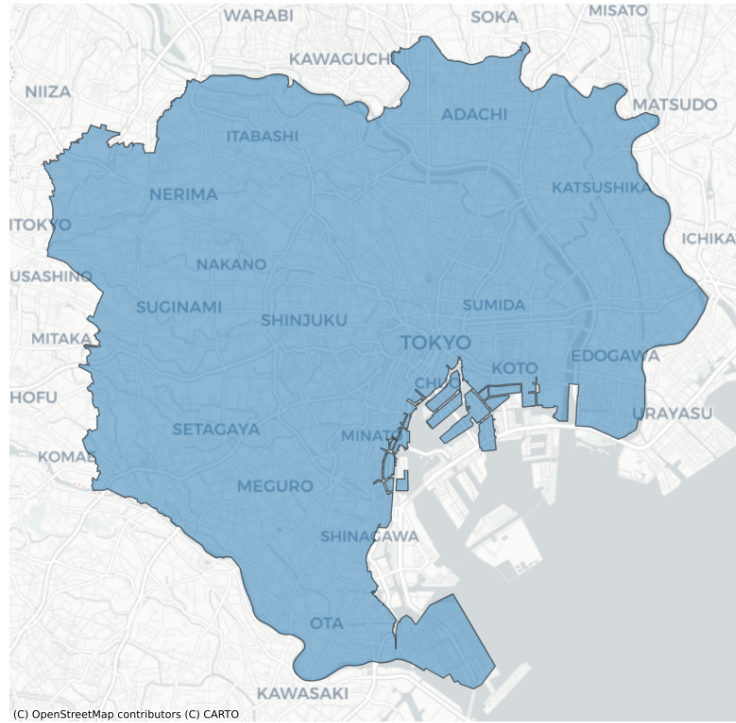 WARABI
SOKA
MISATO
KAWAGUCH
NIIZA
MATSUDO
ADACHI
ITABASHI
KATSUSHIKA
NERIMA
ITOKYO
ICHIKA
NAKANO
USASHINO
SUGINAMI
SUMIDA
SHINJUKU
MITAKA
TOKYO
EDOGAWA
KOTO
CHUO
HOFU
URAYASU
SETAGAYA
MINATO
KOMAE
MEGURO
SHINAGAWA
OTA
KAWASAKI
(C) OpenStreetMap contributors (C) CARTO